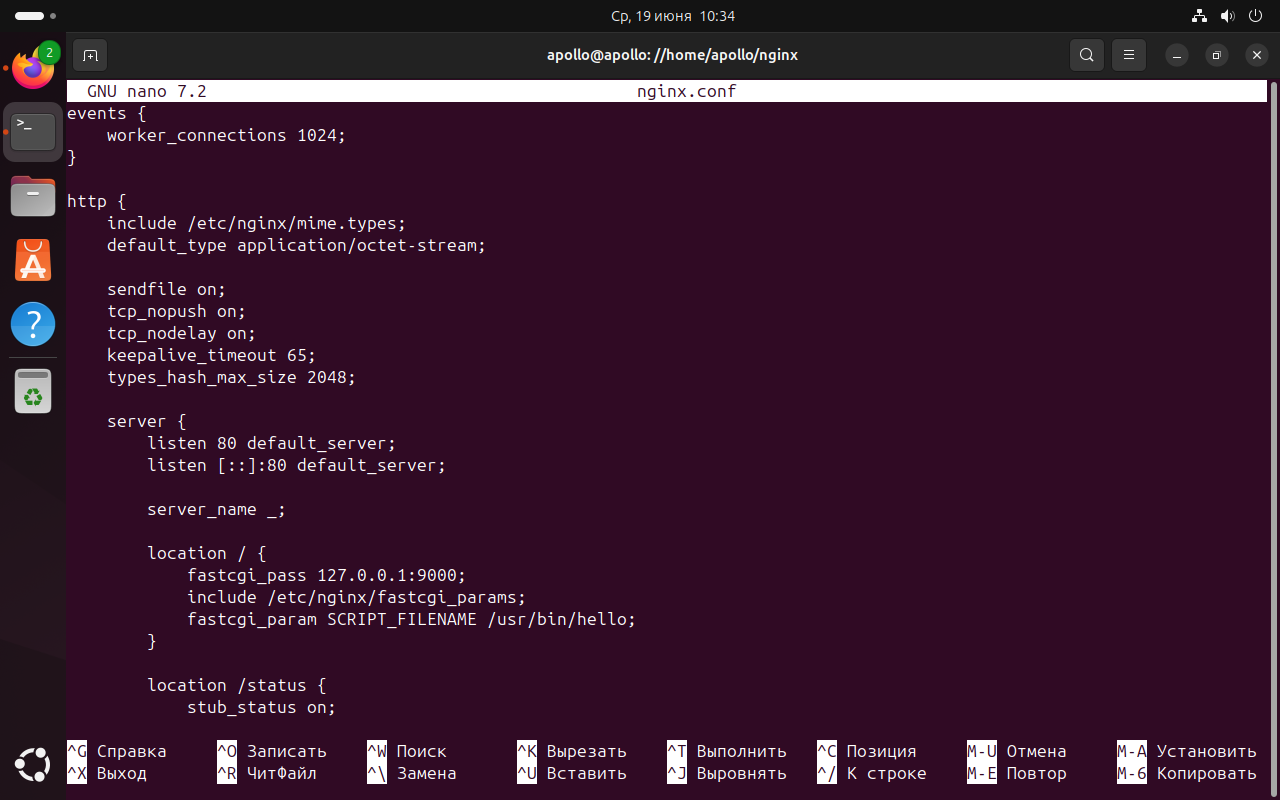 Ср, 19 июня 10:34
2
apollo@apollo: //home/apollo/nginx
GNU nano 7.2 nginx.conf
events {
    worker_connections 1024;
}
http {
    include /etc/nginx/mime.types;
    default_type application/octet-stream;
    sendfile on;
    tcp_nopush on;
    tcp_nodelay on;
    keepalive_timeout 65;
    types_hash_max_size 2048;
    server {
        listen 80 default_server;
        listen [::]:80 default_server;
        server_name _;
        location / {
            fastcgi_pass 127.0.0.1:9000;
            include /etc/nginx/fastcgi_params;
            fastcgi_param SCRIPT_FILENAME /usr/bin/hello;
        }
        location /status {
            stub_status on;
^G Справка ^O Записать ^W Поиск ^K Вырезать ^T Выполнить ^C Позиция M-U Отмена M-A Установить
^X Выход ^R ЧитФайл ^\ Замена ^U Вставить ^J Выровнять ^/ К строке M-E Повтор M-6 Копировать